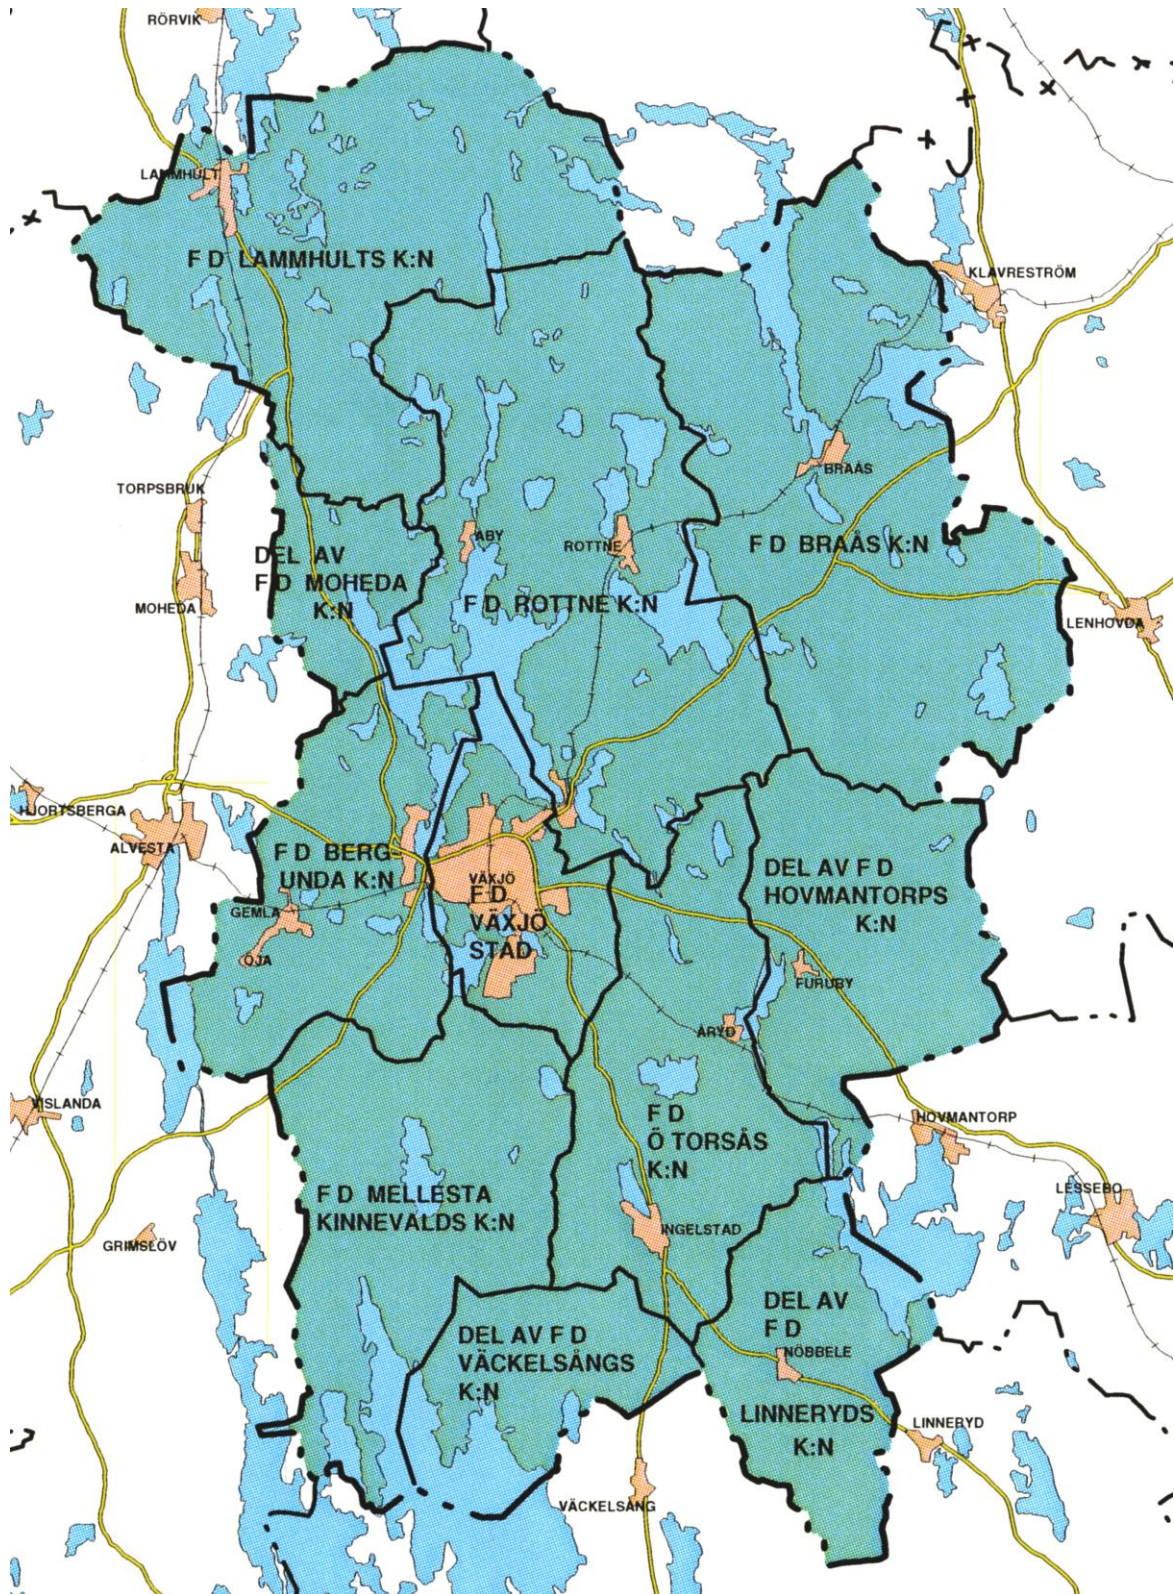 RÖRVIK
LAMMHULT
F D LAMMHULTS K:N
KLAVRESTRÖM
BRAÅS
TORPSBRUK
ÅBY
ROTTNE
F D BRAÅS K:N
DEL AV
F D MOHEDA
K:N
MOHEDA
F D ROTTNE K:N
LENHOVDA
HJORTSBERGA
ALVESTA
F D BERG-
UNDA K:N
VÄXJÖ
F D
VÄXJÖ
STAD
DEL AV F D
HOVMANTORPS
K:N
GEMLA
ÖJA
FURUBY
ÅRYD
VISLANDA
F D
Ö TORSÅS
K:N
HOVMANTORP
LESSEBO
F D MELLESTA
KINNEVALDS K:N
INGELSTAD
GRIMSLÖV
DEL AV
F D
NÖBBELE
LINNERYDS
K:N
DEL AV F D
VÄCKELSÅNGS
K:N
LINNERYD
VÄCKELSÅNG